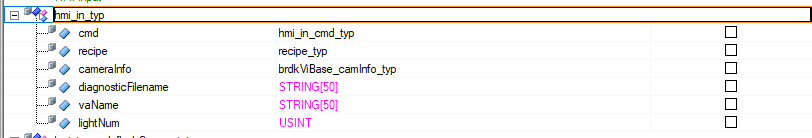 hmi_in_typ
cmd hmi_in_cmd_typ
recipe recipe_typ
cameraInfo brdkViBase_camInfo_typ
diagnosticFilename STRING[50]
vaName STRING[50]
lightNum USINT